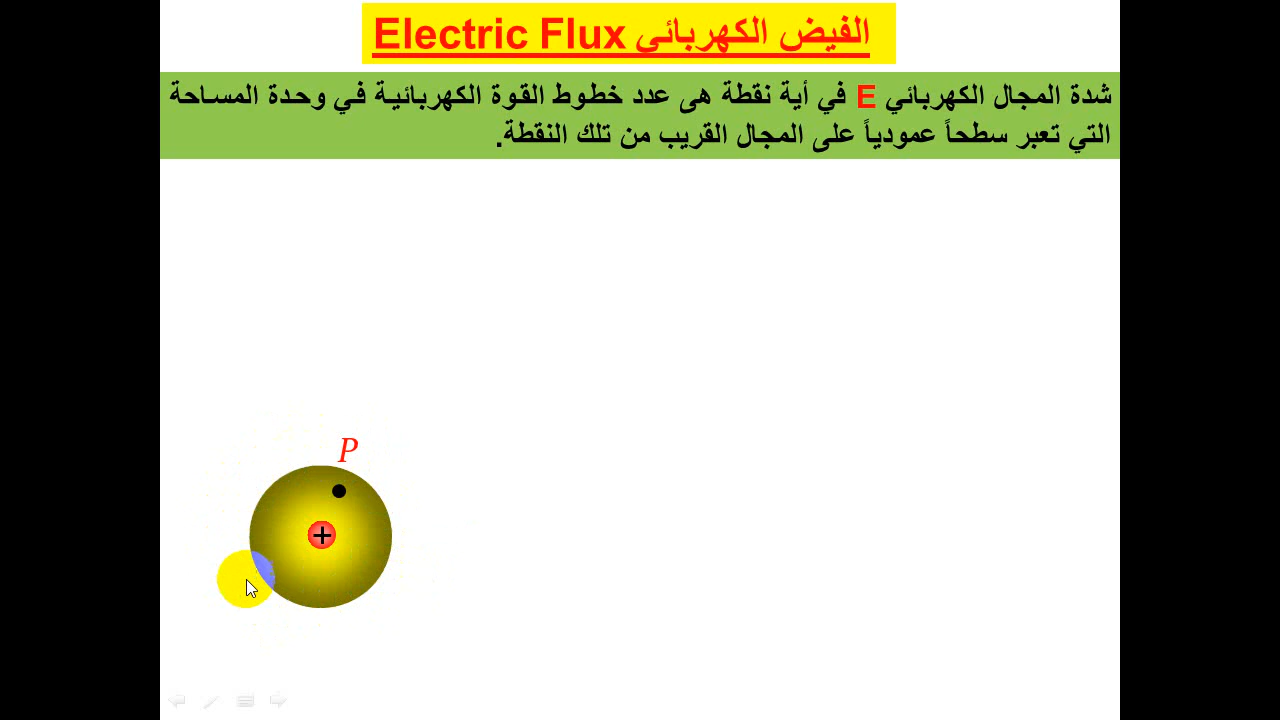 الفيض الكهربائى Electric Flux
شدة المجال الكهربائي E في أية نقطة هى عدد خطوط القوة الكهربائية في وحدة المساحة
التي تعبر سطحاً عمودياً على المجال القريب من تلك النقطة.
P
+